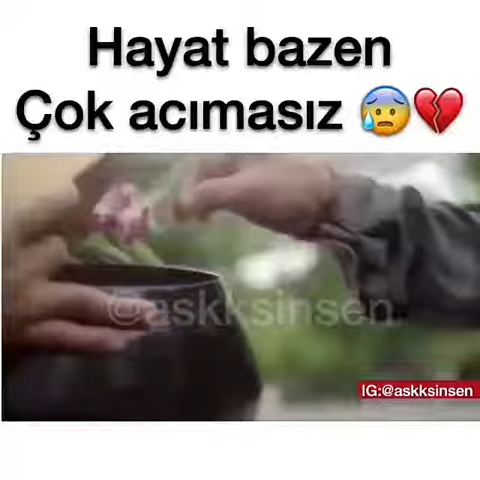 Hayat bazen
Çok acımasız 😰💔
@askksinsen
IG:@askksinsen